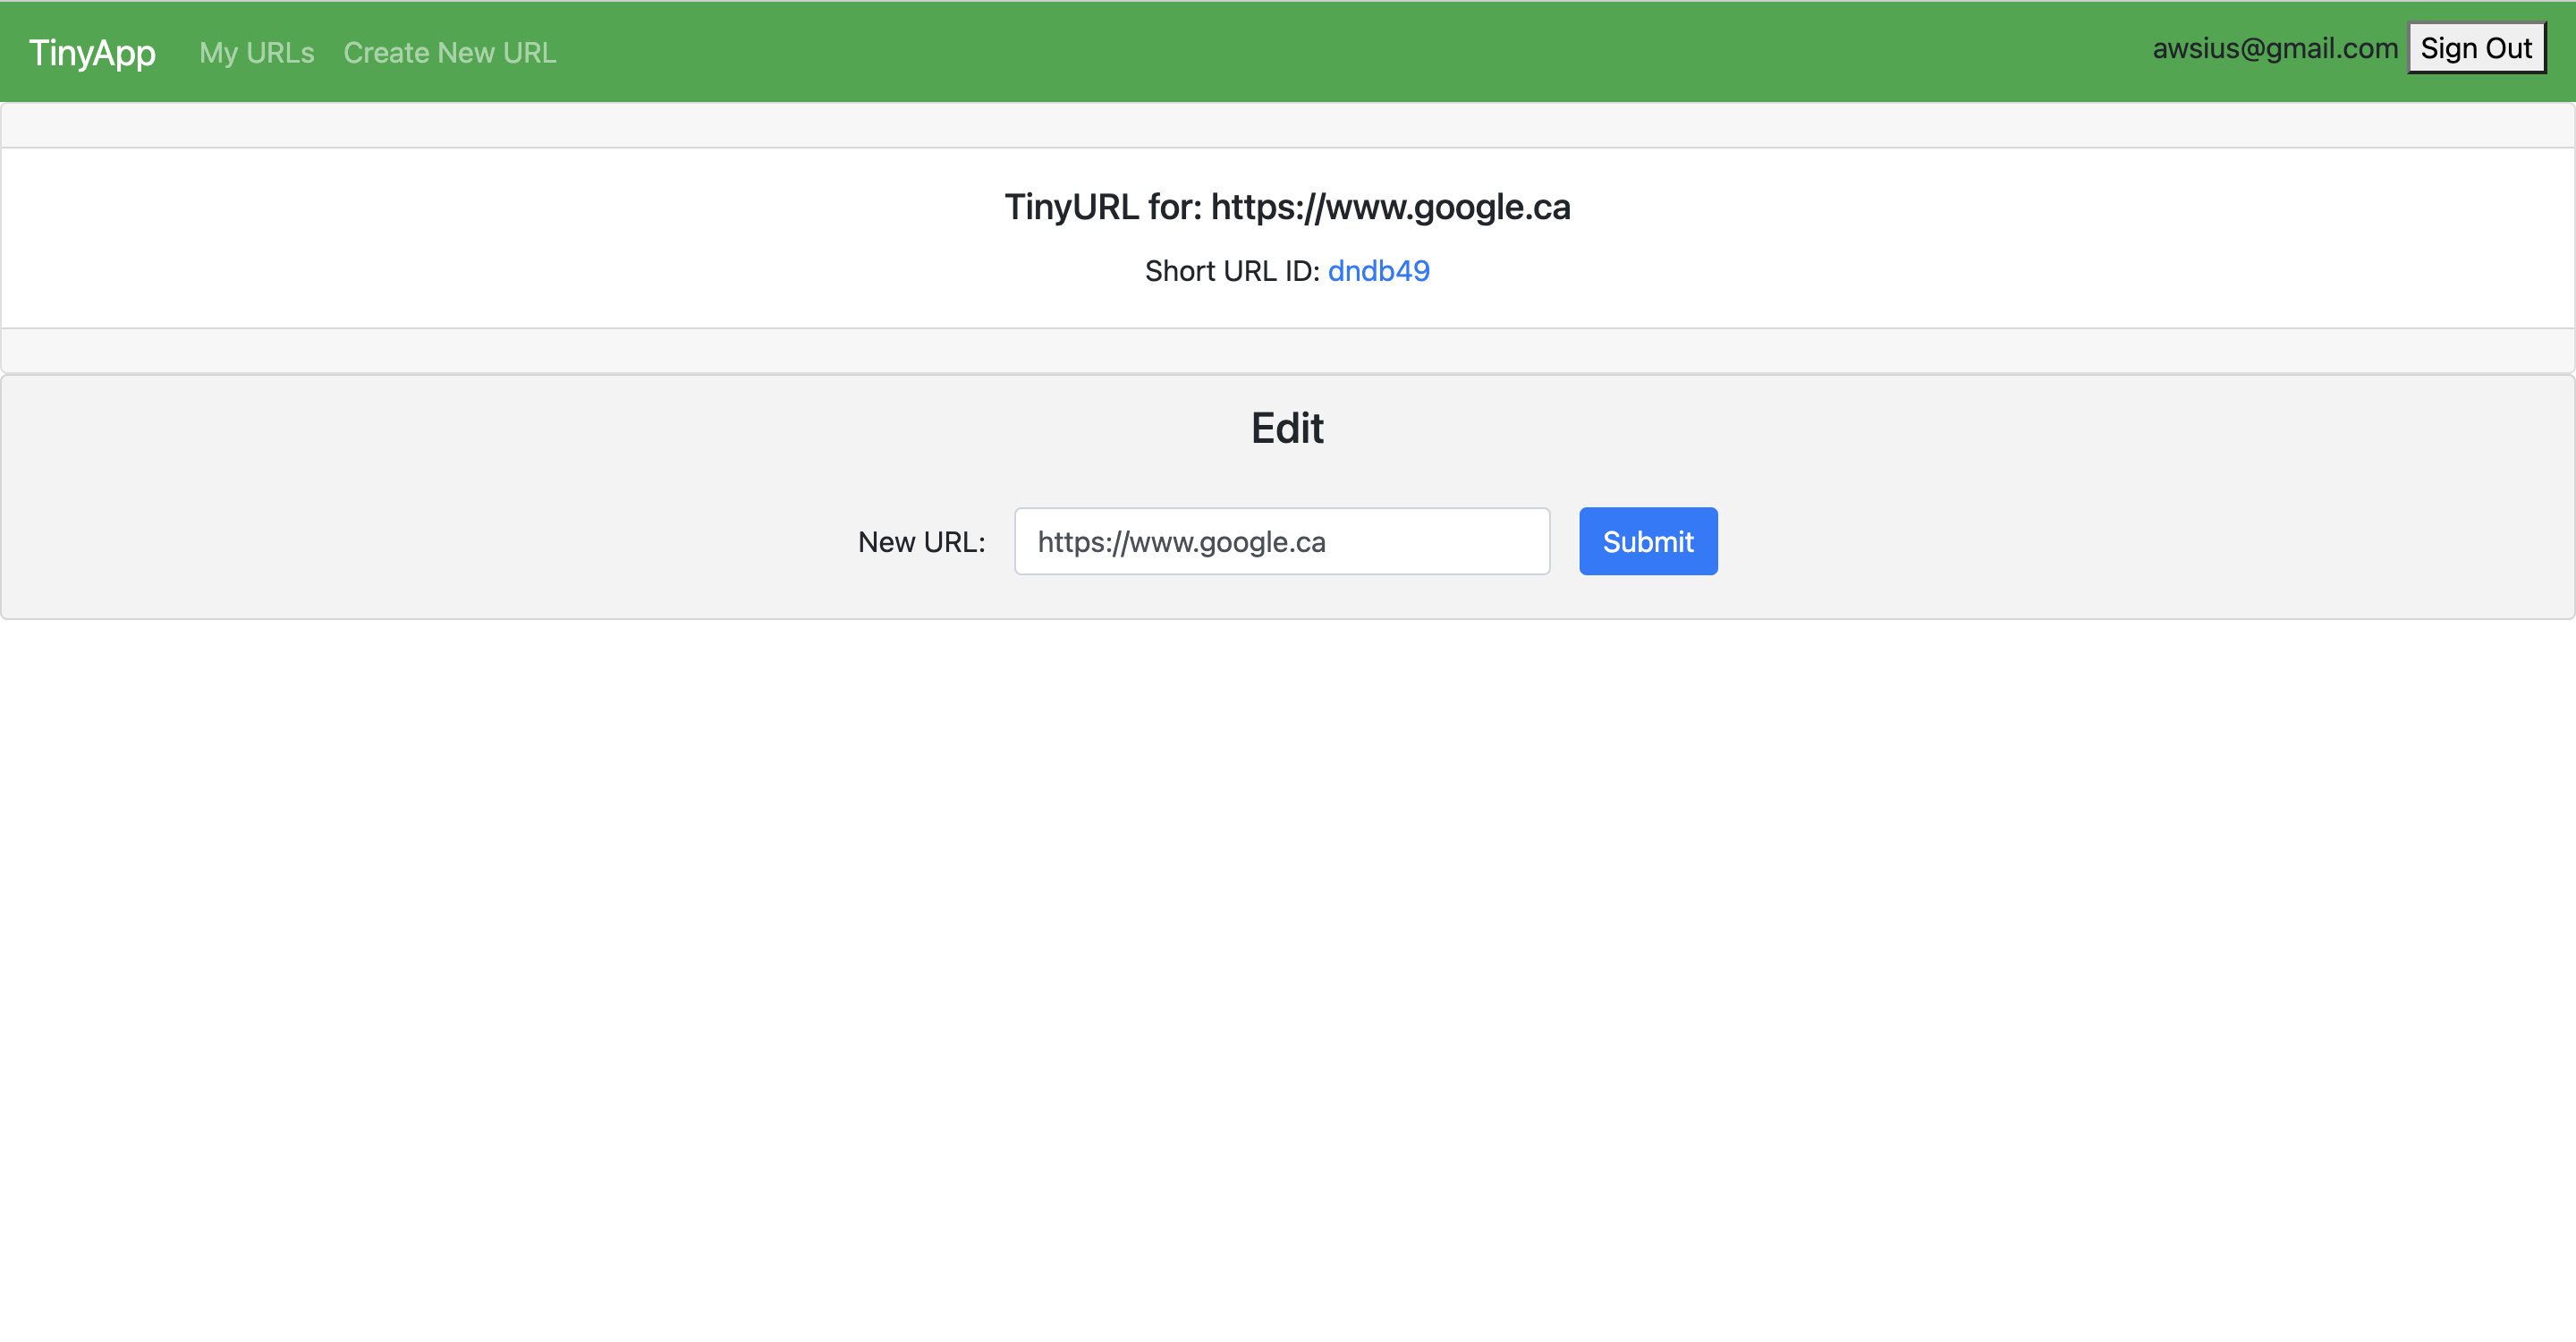 TinyApp My URLs Create New URL awsius@gmail.com Sign Out
TinyURL for: https://www.google.ca
Short URL ID: dndb49
Edit
New URL: https://www.google.ca Submit